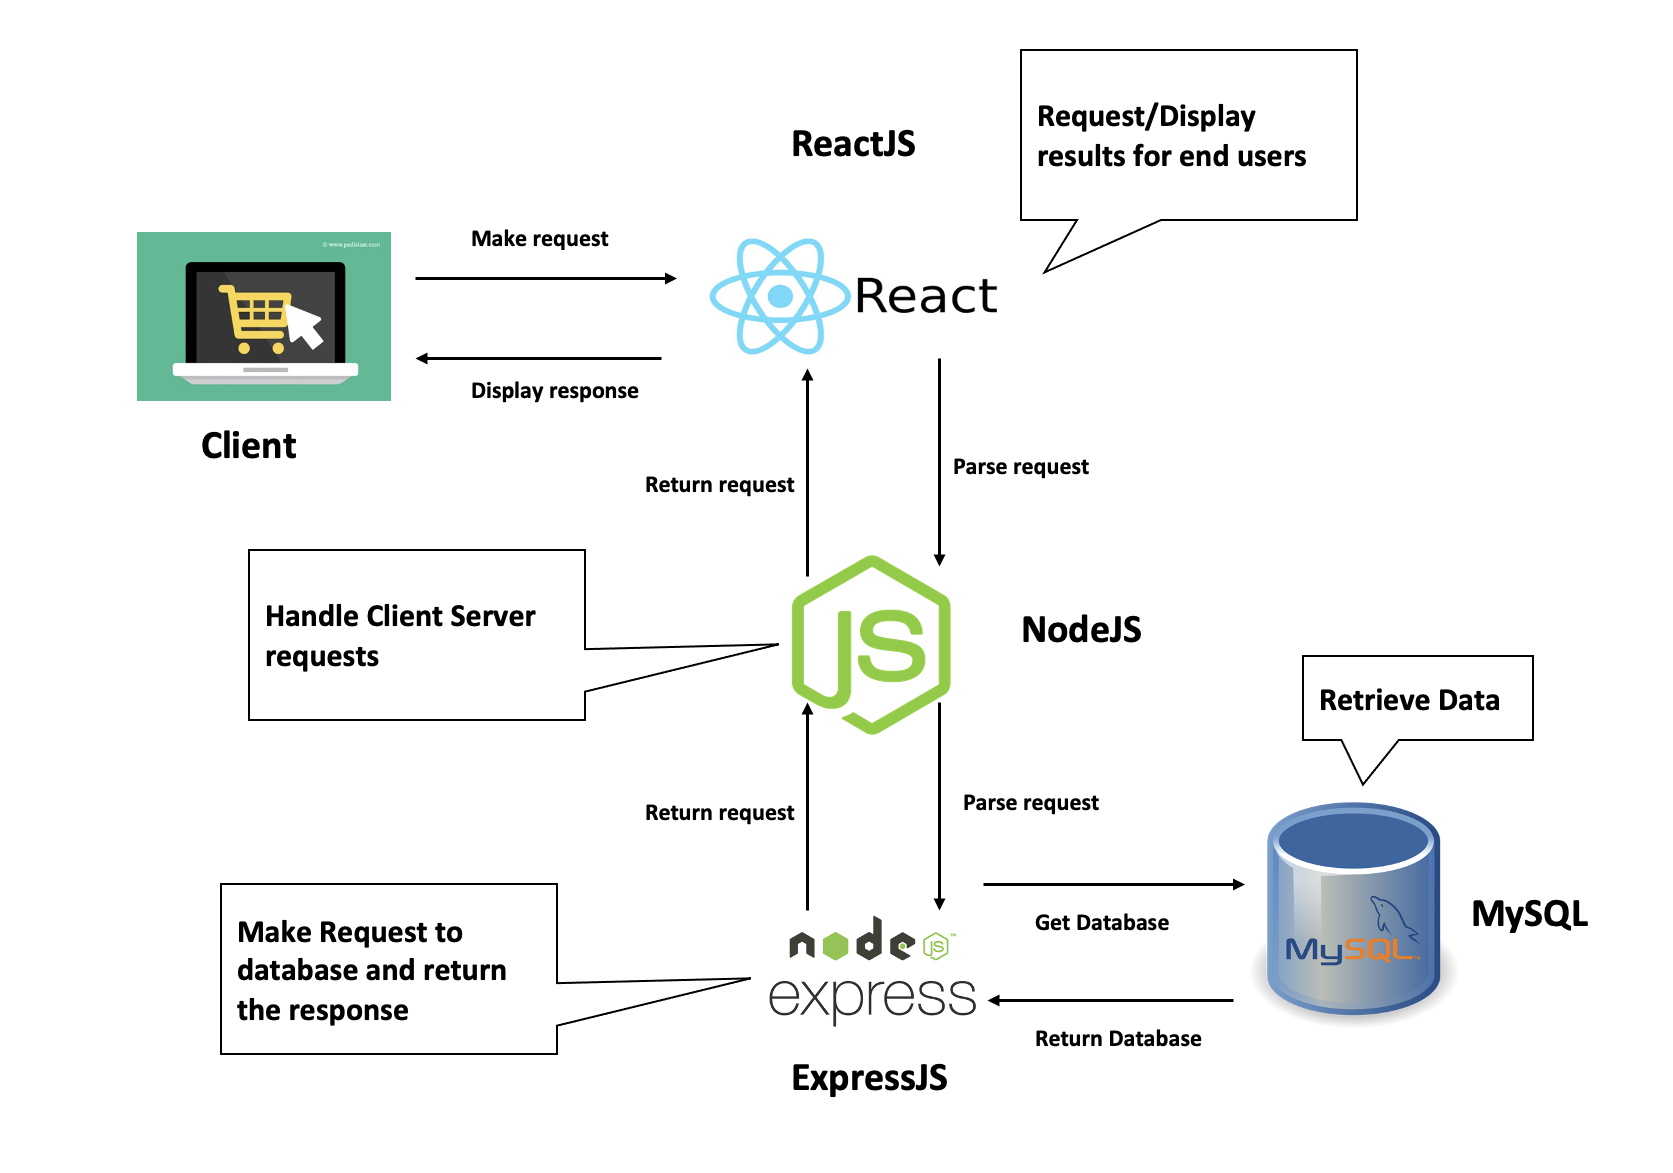 ReactJS
Request/Display
results for end users
© www.psdblast.com
Make request
React
Display response
Client
Return request
Parse request
Handle Client Server
requests
JS
NodeJS
Retrieve Data
Return request
Parse request
Get Database
MySQL
MySQL
Make Request to
database and return
the response
node JS ™
express
Return Database
ExpressJS